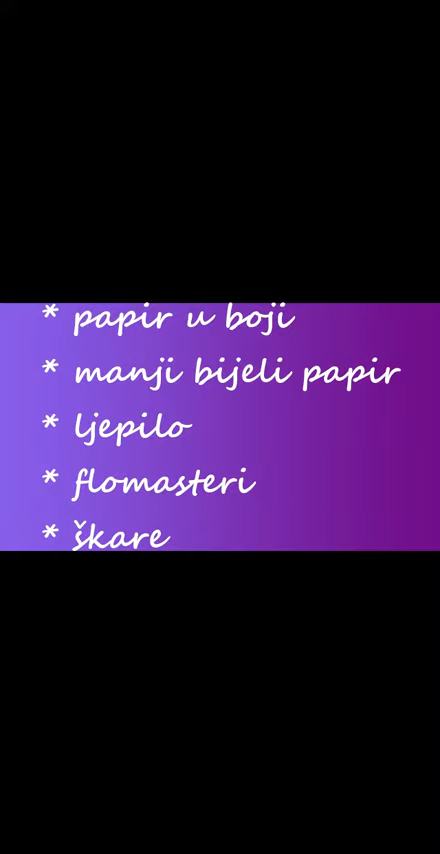 * papir u boji
* manji bijeli papir
* ljepilo
* flomasteri
* škare